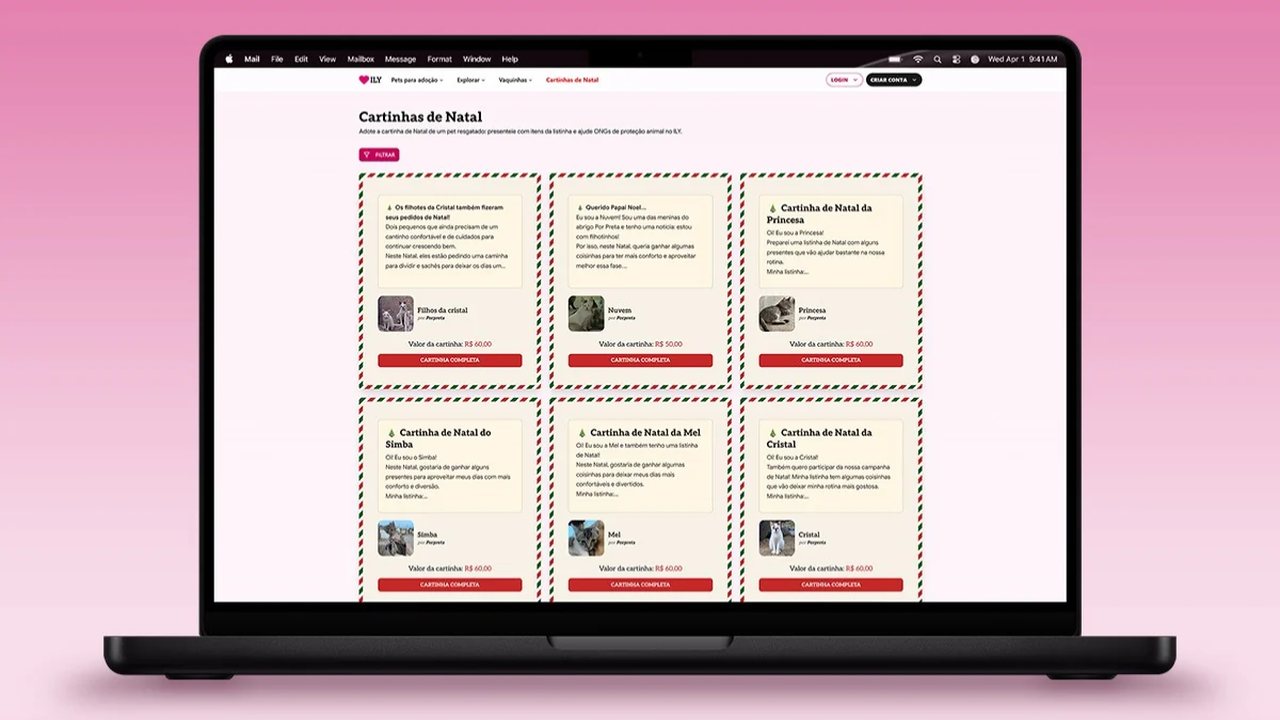 Mail File Edit View Mailbox Message Format Window Help Wed Apr 1 9:41 AM
ILY Pets para adoção Explorar Vaquinhas Cartinhas de Natal LOGIN CRIAR CONTA
Cartinhas de Natal
Adote a cartinha de Natal de um pet resgatado: presenteie com itens da listinha e ajude ONGs de proteção animal no ILY.
FILTRAR
Os filhotes da Cristal também fizeram
seus pedidos de Natal!
Dois pequenos que ainda precisam de um
cantinho confortável e de cuidados para
continuar crescendo bem.
Neste Natal, eles estão pedindo uma caminha
para dividir e sachês para deixar os dias um...
Filhos da cristal
por Porpreta
Valor da cartinha: R$ 60,00
CARTINHA COMPLETA
Querido Papai Noel...
Eu sou a Nuvem! Sou uma das meninas do
abrigo Por Preta e tenho uma notícia: estou
com filhotinhos!
Por isso, neste Natal, queria ganhar algumas
coisinhas para ter mais conforto e aproveitar
melhor essa fase....
Nuvem
por Porpreta
Valor da cartinha: R$ 50,00
CARTINHA COMPLETA
Cartinha de Natal da
Princesa
Oi! Eu sou a Princesa!
Preparei uma listinha de Natal com alguns
presentes que vão ajudar bastante na nossa
rotina.
Minha listinha:...
Princesa
por Porpreta
Valor da cartinha: R$ 60,00
CARTINHA COMPLETA
Cartinha de Natal do
Simba
Oi! Eu sou o Simba!
Neste Natal, gostaria de ganhar alguns
presentes para aproveitar meus dias com mais
conforto e diversão.
Minha listinha:...
Simba
por Porpreta
Valor da cartinha: R$ 60,00
CARTINHA COMPLETA
Cartinha de Natal da Mel
Oi! Eu sou a Mel e também tenho uma listinha
de Natal!
Neste Natal, gostaria de ganhar algumas
coisinhas para deixar meus dias mais
confortáveis e divertidos.
Minha listinha:...
Mel
por Porpreta
Valor da cartinha: R$ 60,00
CARTINHA COMPLETA
Cartinha de Natal da
Cristal
Oi! Eu sou a Cristal!
Também quero participar da nossa campanha
de Natal! Minha listinha tem algumas coisinhas
que vão deixar minha rotina mais gostosa.
Minha listinha:...
Cristal
por Porpreta
Valor da cartinha: R$ 60,00
CARTINHA COMPLETA